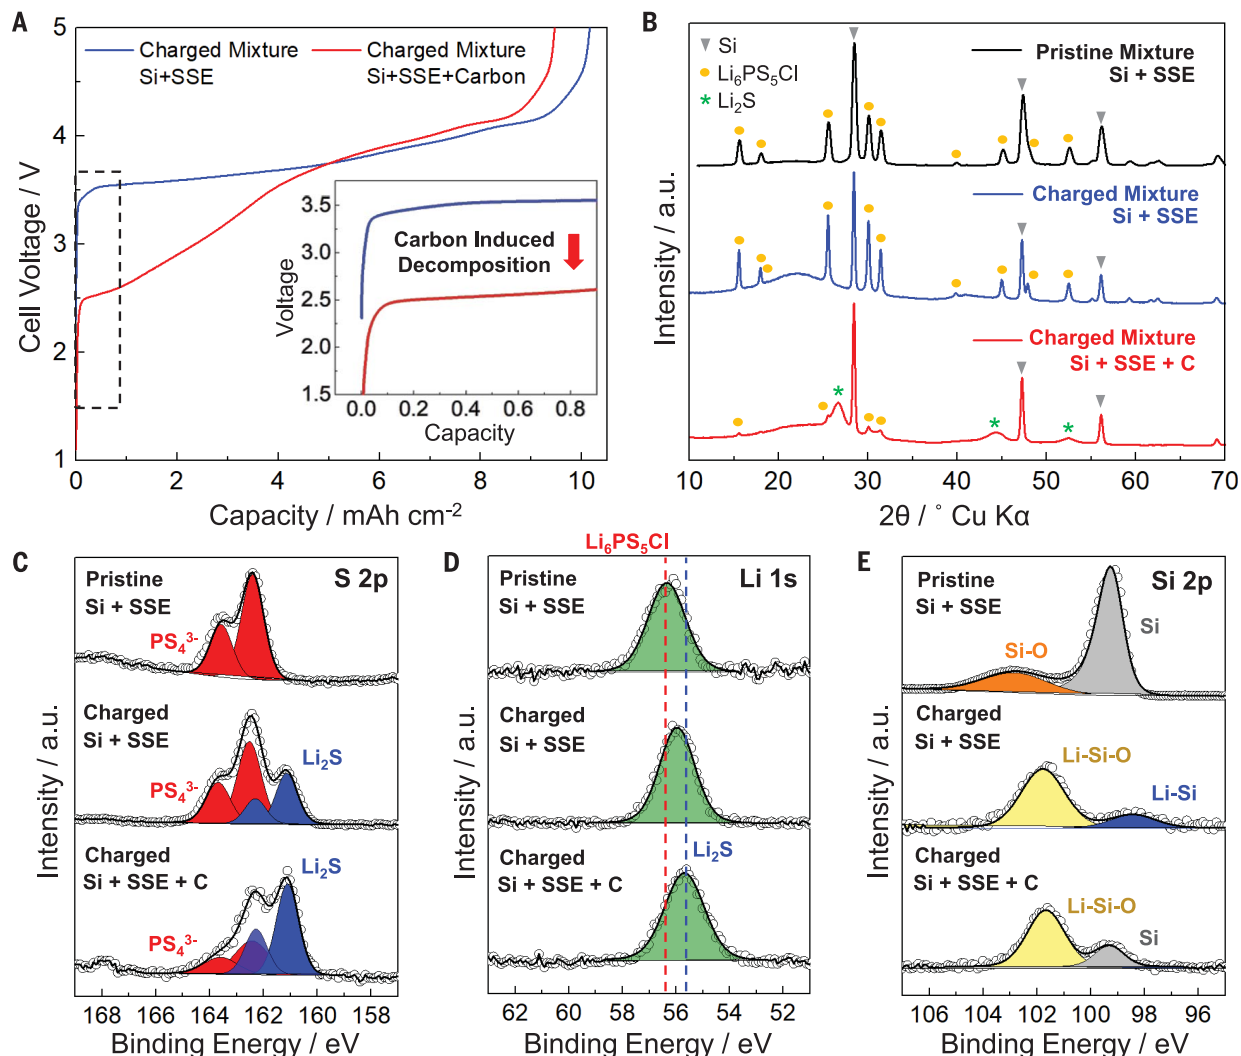 A
Charged Mixture
Si+SSE
Charged Mixture
Si+SSE+Carbon
5
4
3
2
1
Cell Voltage / V
3.5
3.0
2.5
2.0
1.5
Voltage
Carbon Induced
Decomposition
0.0 0.2 0.4 0.6 0.8
Capacity
0 2 4 6 8 10
Capacity / mAh cm⁻²
B
Si
Li₆PS₅Cl
* Li₂S
Pristine Mixture
Si + SSE
Charged Mixture
Si + SSE
Charged Mixture
Si + SSE + C
* * *
Intensity / a.u.
10 20 30 40 50 60 70
2θ / ° Cu Kα
C
Pristine
Si + SSE
S 2p
PS₄³⁻
Charged
Si + SSE
Li₂S
PS₄³⁻
Charged
Si + SSE + C
Li₂S
PS₄³⁻
Intensity / a.u.
168 166 164 162 160 158
Binding Energy / eV
Li₆PS₅Cl
D
Pristine
Si + SSE
Li 1s
Charged
Si + SSE
Charged
Si + SSE + C
Li₂S
Intensity / a.u.
62 60 58 56 54 52
Binding Energy / eV
E
Pristine
Si + SSE
Si 2p
Si
Si-O
Charged
Si + SSE
Li-Si-O
Li-Si
Charged
Si + SSE + C
Li-Si-O
Si
Intensity / a.u.
106 104 102 100 98 96
Binding Energy / eV